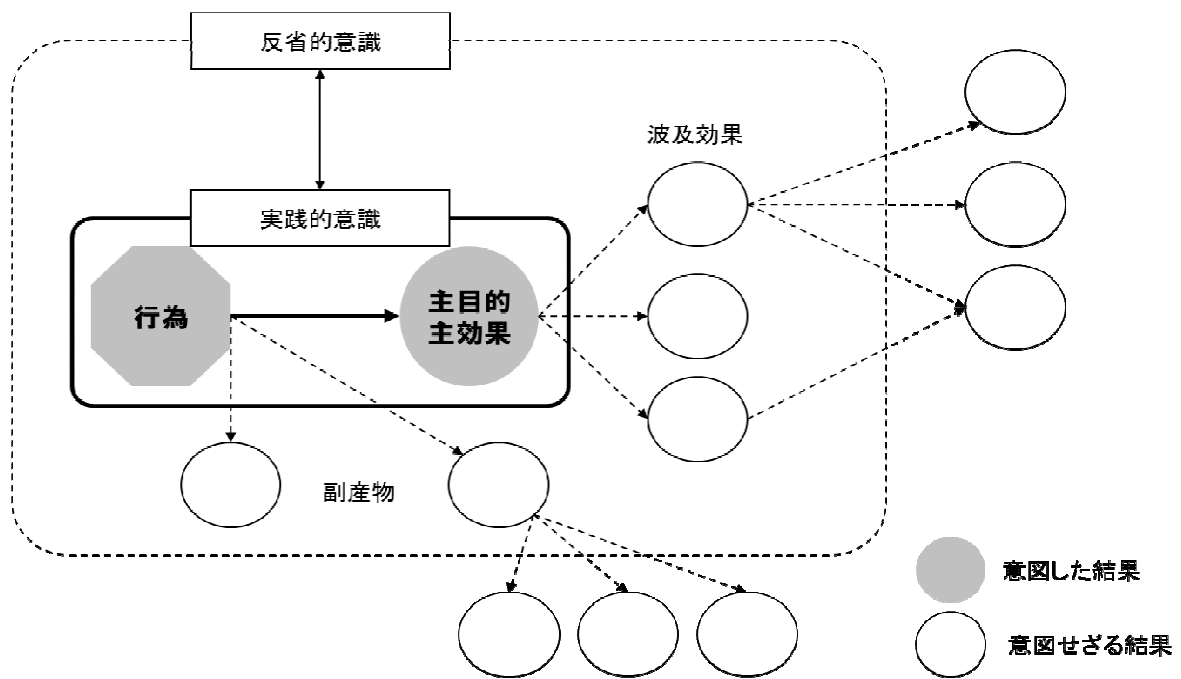 反省的意識
波及効果
実践的意識
行為
主目的
主効果
副産物
意図した結果
意図せざる結果